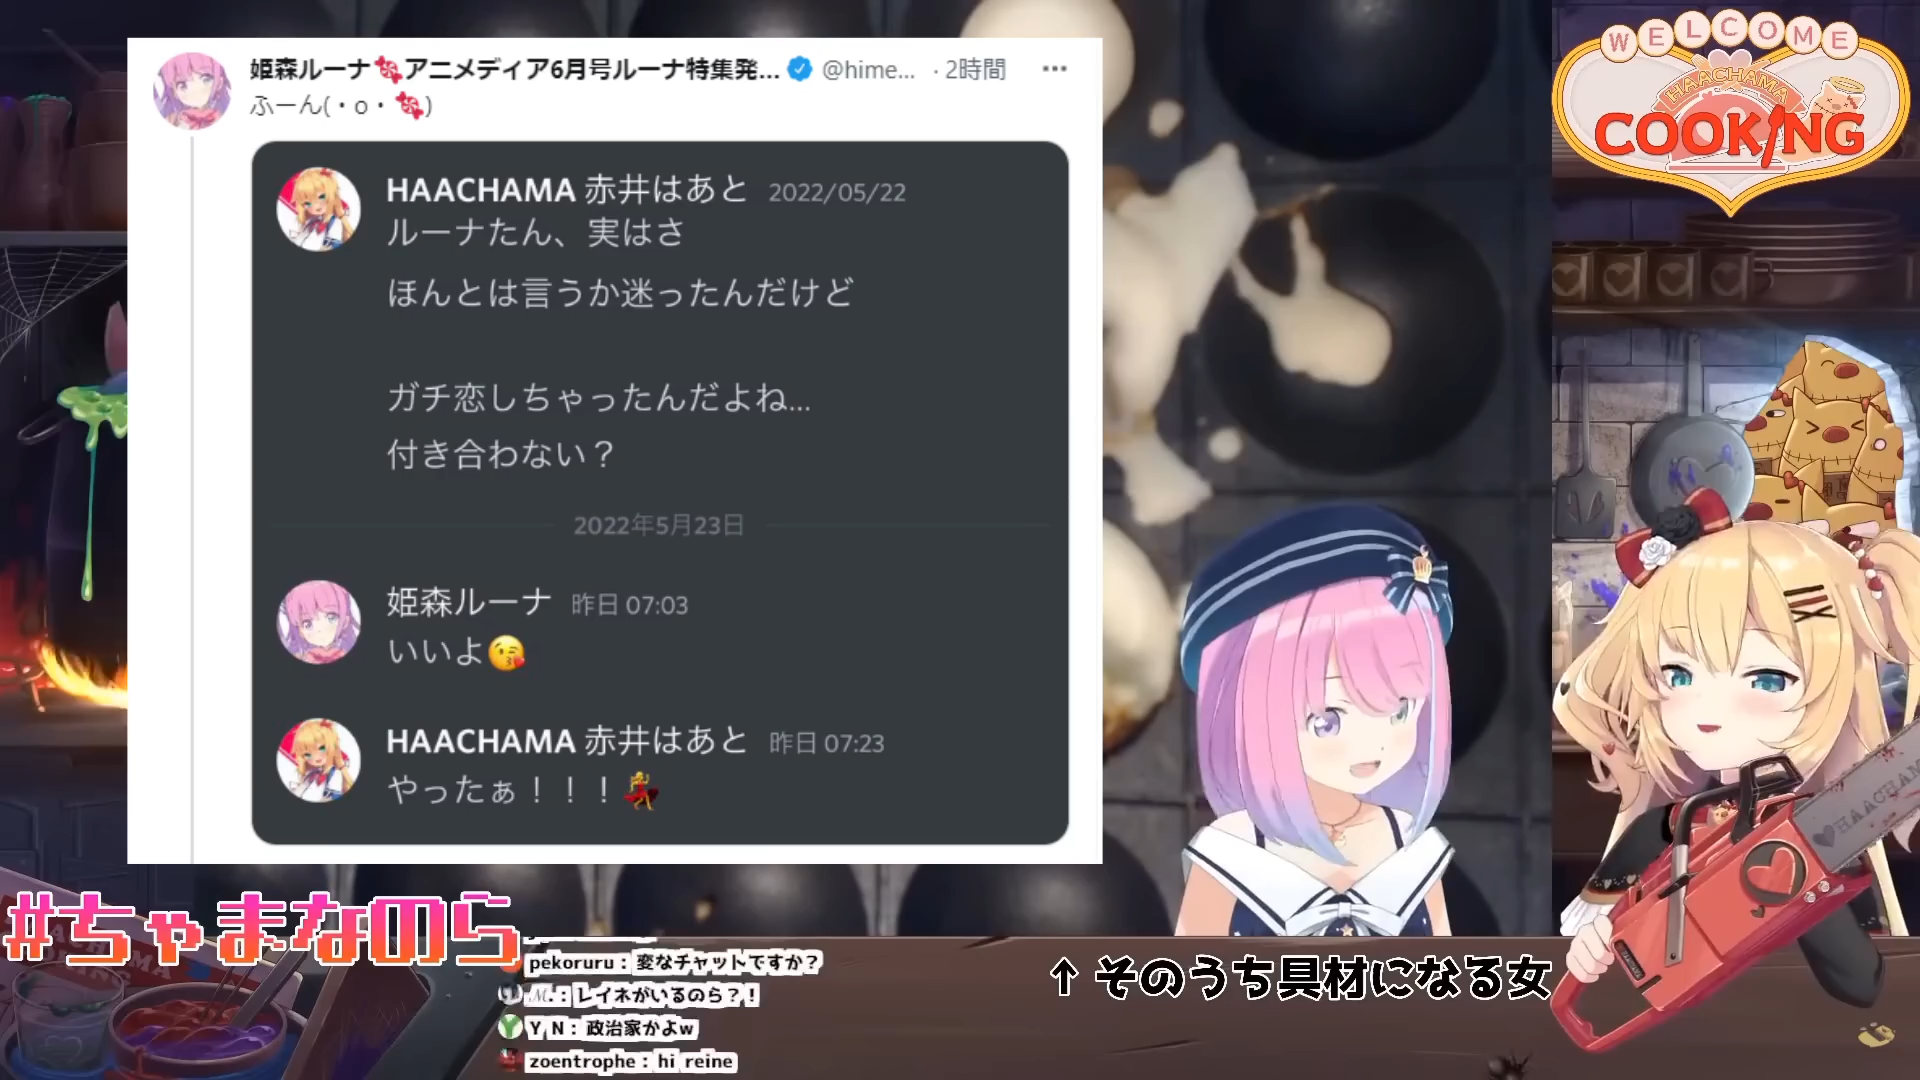 姫森ルーナ🍬アニメディア6月号ルーナ特集発... @hime... · 2時間
ふーん(・o・🍬)
HAACHAMA 赤井はあと 2022/05/22
ルーナたん、実はさ
ほんとは言うか迷ったんだけど
ガチ恋しちゃったんだよね...
付き合わない？
2022年5月23日
姫森ルーナ 昨日 07:03
いいよ😘
HAACHAMA 赤井はあと 昨日 07:23
やったぁ！！！💃
WELCOME
HAACHAMA
COOKING
HAACHAMA
#ちゃまなのら
pekoruru : 変なチャットですか？
ℳ. : レイネがいるのら？！
Y N : 政治家かよw
zoentrophe : hi reine
↑ そのうち具材になる女